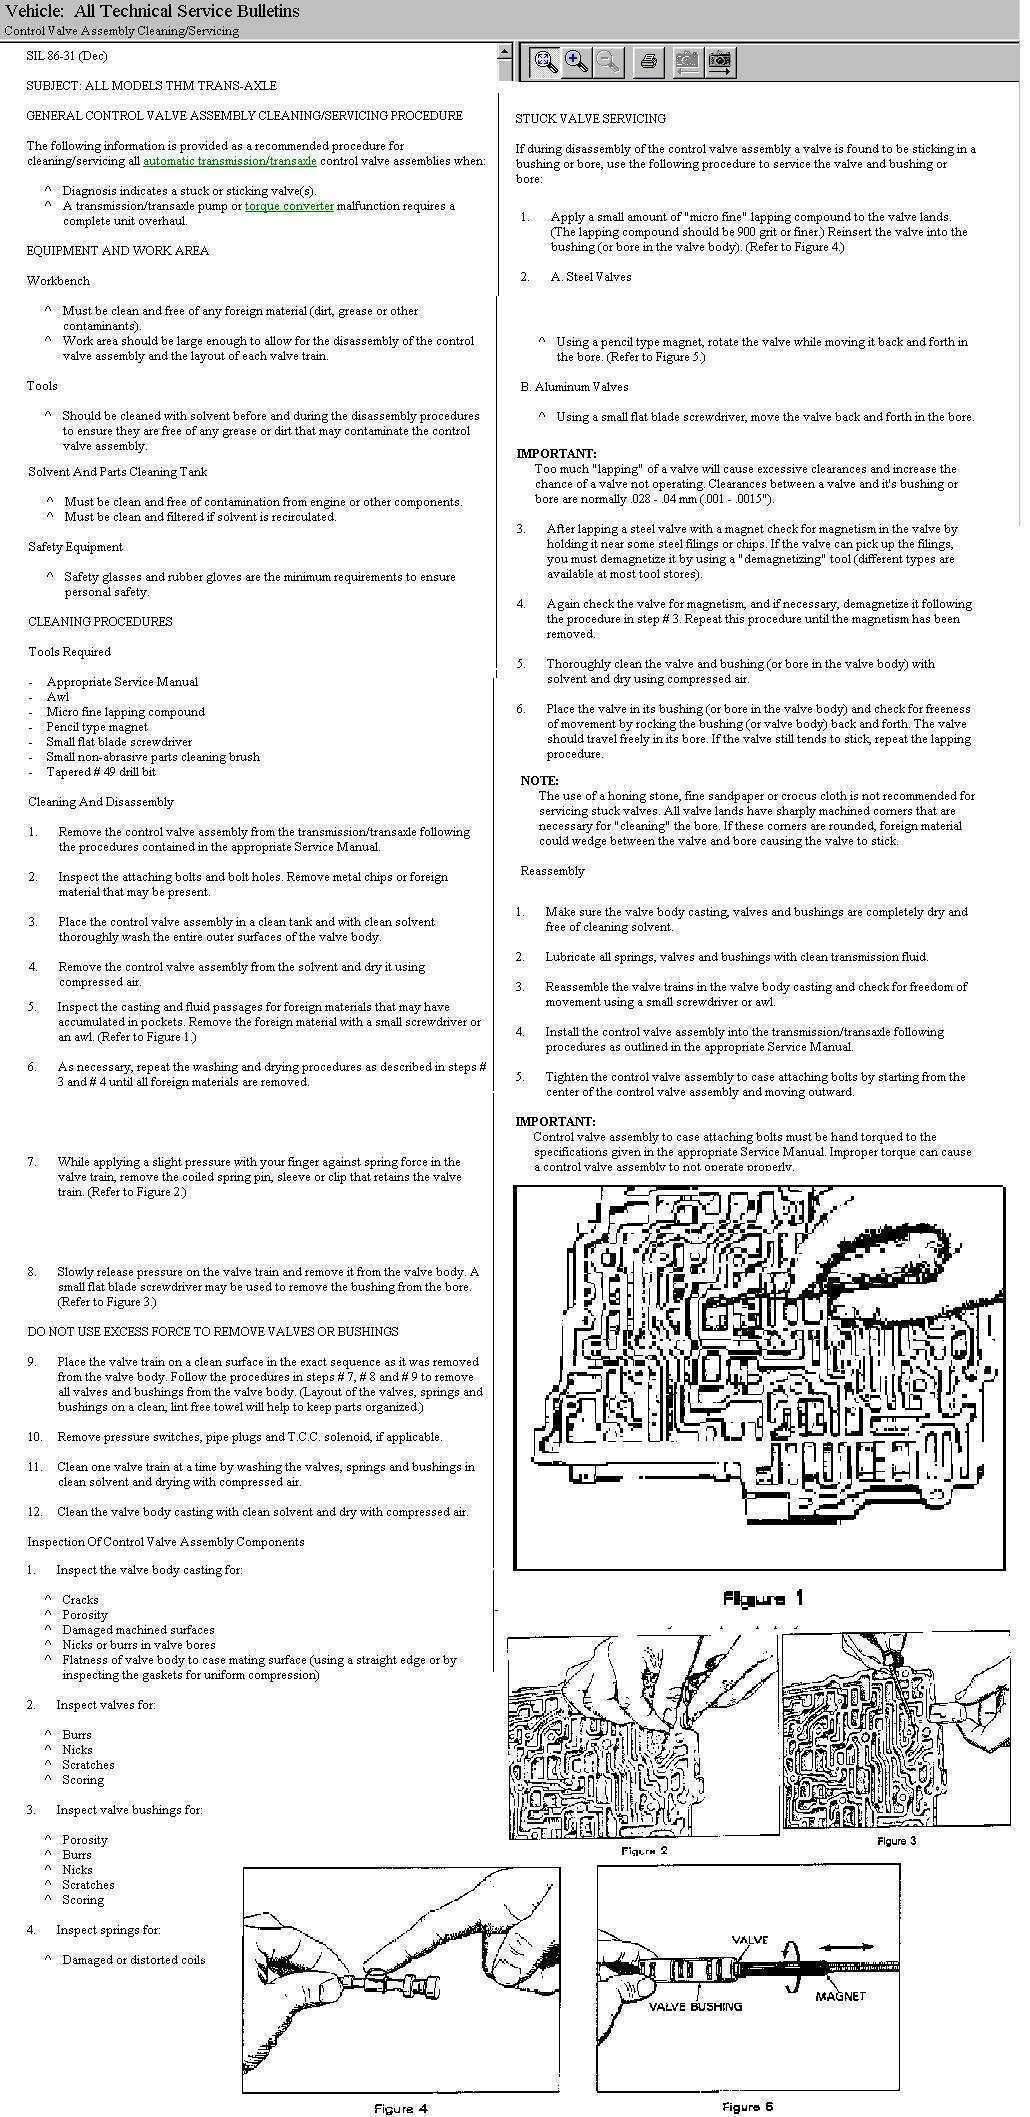 Vehicle: All Technical Service Bulletins
Control Valve Assembly Cleaning/Servicing
SIL 86-31 (Dec)
SUBJECT: ALL MODELS THM TRANS-AXLE
GENERAL CONTROL VALVE ASSEMBLY CLEANING/SERVICING PROCEDURE
The following information is provided as a recommended procedure for
cleaning/servicing all automatic transmission/transaxle control valve assemblies when:
^ Diagnosis indicates a stuck or sticking valve(s).
^ A transmission/transaxle pump or torque converter malfunction requires a
complete unit overhaul.
EQUIPMENT AND WORK AREA
Workbench
^ Must be clean and free of any foreign material (dirt, grease or other
contaminants).
^ Work area should be large enough to allow for the disassembly of the control
valve assembly and the layout of each valve train.
Tools
^ Should be cleaned with solvent before and during the disassembly procedures
to ensure they are free of any grease or dirt that may contaminate the control
valve assembly.
Solvent And Parts Cleaning Tank
^ Must be clean and free of contamination from engine or other components.
^ Must be clean and filtered if solvent is recirculated.
Safety Equipment
^ Safety glasses and rubber gloves are the minimum requirements to ensure
personal safety.
CLEANING PROCEDURES
Tools Required
- Appropriate Service Manual
- Awl
- Micro fine lapping compound
- Pencil type magnet
- Small flat blade screwdriver
- Small non-abrasive parts cleaning brush
- Tapered # 49 drill bit
Cleaning And Disassembly
1. Remove the control valve assembly from the transmission/transaxle following
the procedures contained in the appropriate Service Manual.
2. Inspect the attaching bolts and bolt holes. Remove metal chips or foreign
material that may be present.
3. Place the control valve assembly in a clean tank and with clean solvent
thoroughly wash the entire outer surfaces of the valve body.
4. Remove the control valve assembly from the solvent and dry it using
compressed air.
5. Inspect the casting and fluid passages for foreign materials that may have
accumulated in pockets. Remove the foreign material with a small screwdriver or
an awl. (Refer to Figure 1.)
6. As necessary, repeat the washing and drying procedures as described in steps #
3 and # 4 until all foreign materials are removed.
7. While applying a slight pressure with your finger against spring force in the
valve train, remove the coiled spring pin, sleeve or clip that retains the valve
train. (Refer to Figure 2.)
8. Slowly release pressure on the valve train and remove it from the valve body. A
small flat blade screwdriver may be used to remove the bushing from the bore.
(Refer to Figure 3.)
DO NOT USE EXCESS FORCE TO REMOVE VALVES OR BUSHINGS
9. Place the valve train on a clean surface in the exact sequence as it was removed
from the valve body. Follow the procedures in steps # 7, # 8 and # 9 to remove
all valves and bushings from the valve body. (Layout of the valves, springs and
bushings on a clean, lint free towel will help to keep parts organized.)
10. Remove pressure switches, pipe plugs and T.C.C. solenoid, if applicable.
11. Clean one valve train at a time by washing the valves, springs and bushings in
clean solvent and drying with compressed air.
12. Clean the valve body casting with clean solvent and dry with compressed air.
Inspection Of Control Valve Assembly Components
1. Inspect the valve body casting for:
^ Cracks
^ Porosity
^ Damaged machined surfaces
^ Nicks or burrs in valve bores
^ Flatness of valve body to case mating surface (using a straight edge or by
inspecting the gaskets for uniform compression)
2. Inspect valves for:
^ Burrs
^ Nicks
^ Scratches
^ Scoring
3. Inspect valve bushings for:
^ Porosity
^ Burrs
^ Nicks
^ Scratches
^ Scoring
4. Inspect springs for:
^ Damaged or distorted coils
STUCK VALVE SERVICING
If during disassembly of the control valve assembly a valve is found to be sticking in a
bushing or bore, use the following procedure to service the valve and bushing or
bore:
1. Apply a small amount of "micro fine" lapping compound to the valve lands.
(The lapping compound should be 900 grit or finer.) Reinsert the valve into the
bushing (or bore in the valve body). (Refer to Figure 4.)
2. A. Steel Valves
^ Using a pencil type magnet, rotate the valve while moving it back and forth in
the bore. (Refer to Figure 5.)
B. Aluminum Valves
^ Using a small flat blade screwdriver, move the valve back and forth in the bore.
IMPORTANT:
Too much "lapping" of a valve will cause excessive clearances and increase the
chance of a valve not operating. Clearances between a valve and it's bushing or
bore are normally .028 - .04 mm (.001 - .0015").
3. After lapping a steel valve with a magnet check for magnetism in the valve by
holding it near some steel filings or chips. If the valve can pick up the filings,
you must demagnetize it by using a "demagnetizing" tool (different types are
available at most tool stores).
4. Again check the valve for magnetism, and if necessary, demagnetize it following
the procedure in step # 3. Repeat this procedure until the magnetism has been
removed.
5. Thoroughly clean the valve and bushing (or bore in the valve body) with
solvent and dry using compressed air.
6. Place the valve in its bushing (or bore in the valve body) and check for freeness
of movement by rocking the bushing (or valve body) back and forth. The valve
should travel freely in its bore. If the valve still tends to stick, repeat the lapping
procedure.
NOTE:
The use of a honing stone, fine sandpaper or crocus cloth is not recommended for
servicing stuck valves. All valve lands have sharply machined corners that are
necessary for "cleaning" the bore. If these corners are rounded, foreign material
could wedge between the valve and bore causing the valve to stick.
Reassembly
1. Make sure the valve body casting, valves and bushings are completely dry and
free of cleaning solvent.
2. Lubricate all springs, valves and bushings with clean transmission fluid.
3. Reassemble the valve trains in the valve body casting and check for freedom of
movement using a small screwdriver or awl.
4. Install the control valve assembly into the transmission/transaxle following
procedures as outlined in the appropriate Service Manual.
5. Tighten the control valve assembly to case attaching bolts by starting from the
center of the control valve assembly and moving outward.
IMPORTANT:
Control valve assembly to case attaching bolts must be hand torqued to the
specifications given in the appropriate Service Manual. Improper torque can cause
a control valve assembly to not operate properly.
Figure 1
Figure 2
Figure 3
VALVE
VALVE BUSHING
MAGNET
Figure 4
Figure 5